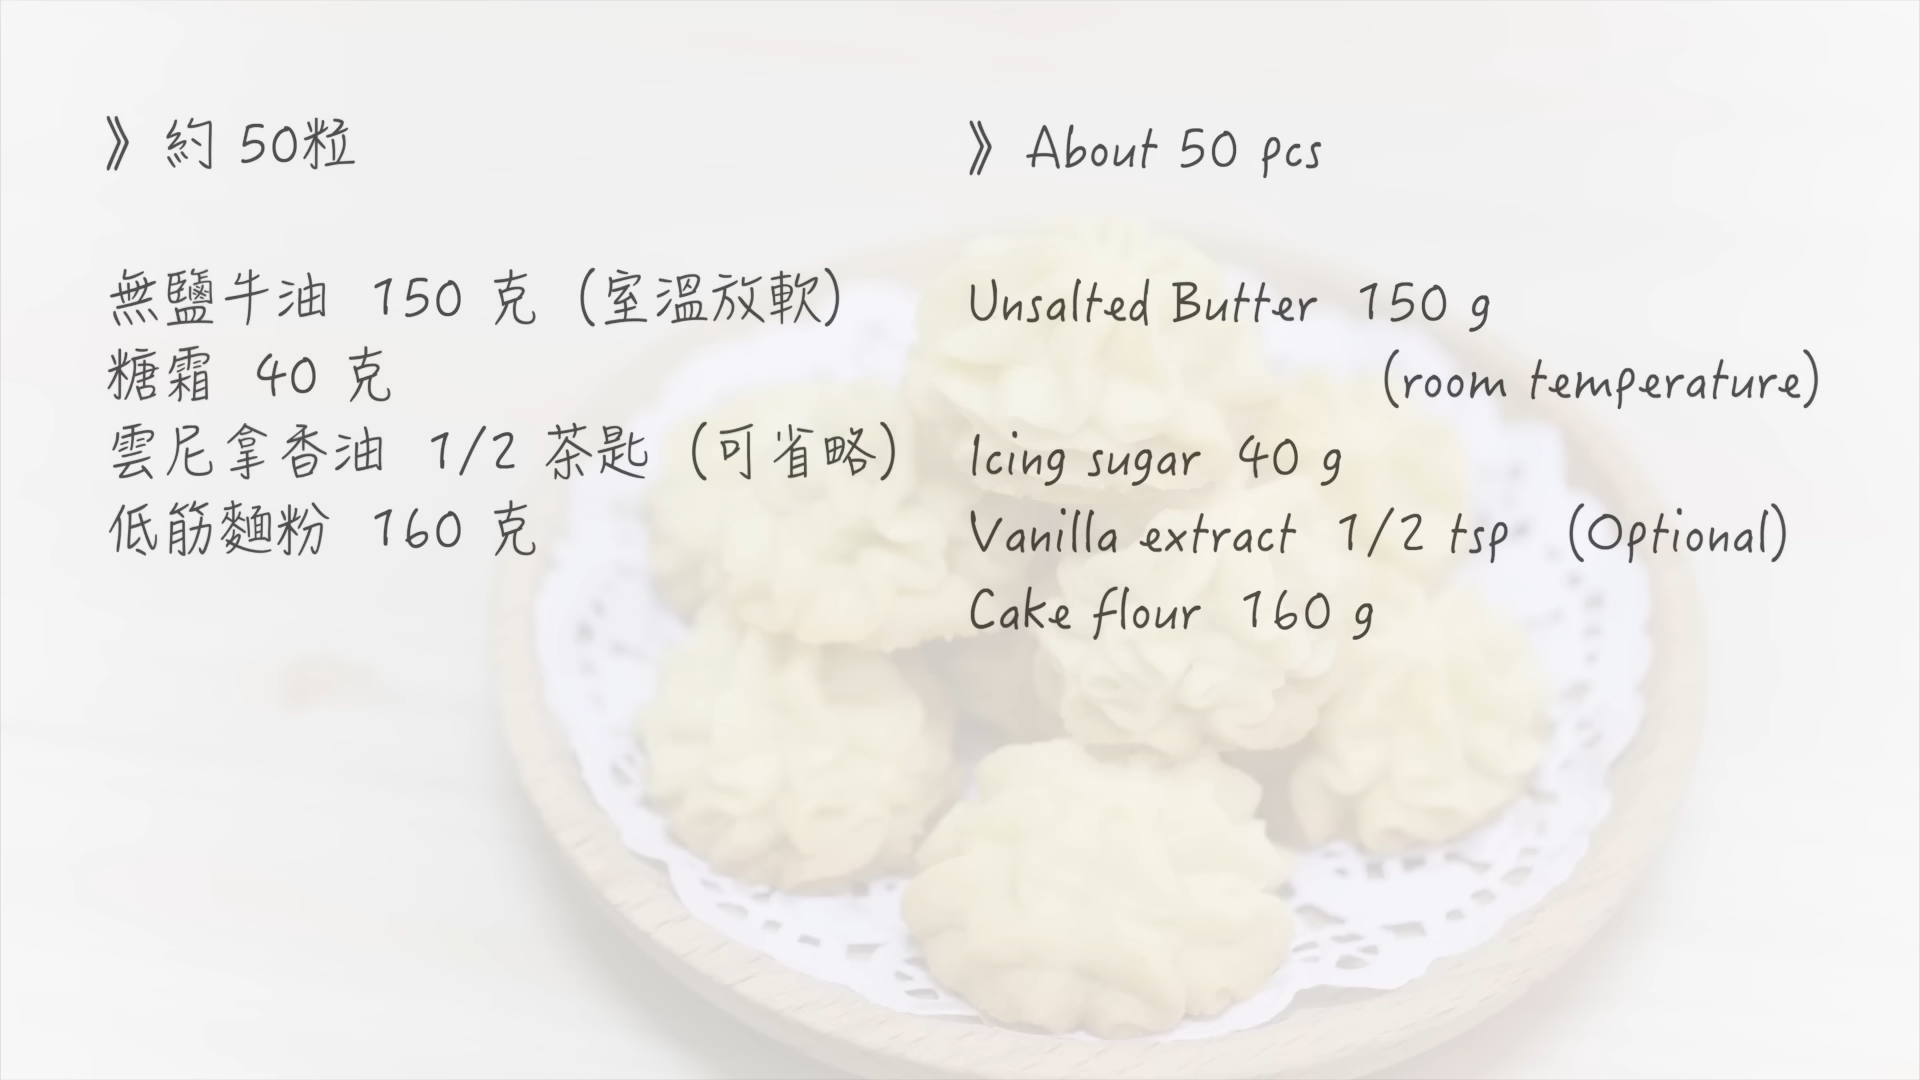 》約 50粒
無鹽牛油 150 克 (室溫放軟)
糖霜 40 克
雲尼拿香油 1/2 茶匙 (可省略)
低筋麵粉 160 克
》About 50 pcs
Unsalted Butter 150 g
(room temperature)
Icing sugar 40 g
Vanilla extract 1/2 tsp (Optional)
Cake flour 160 g